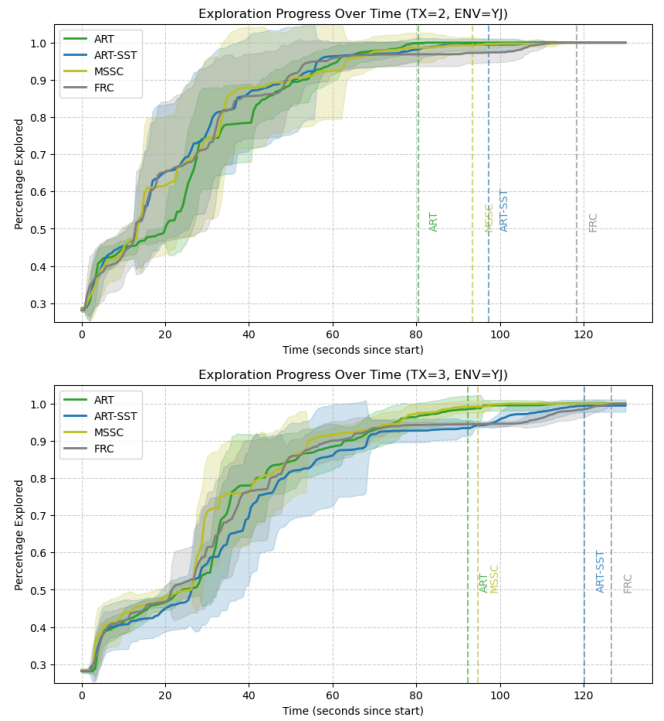 Exploration Progress Over Time (TX=2, ENV=YJ)
Percentage Explored
1.0
0.9
0.8
0.7
0.6
0.5
0.4
0.3
ART
ART-SST
MSSC
FRC
ART
MSSC
ART-SST
FRC
0 20 40 60 80 100 120
Time (seconds since start)
Exploration Progress Over Time (TX=3, ENV=YJ)
Percentage Explored
1.0
0.9
0.8
0.7
0.6
0.5
0.4
0.3
ART
ART-SST
MSSC
FRC
ART
MSSC
ART-SST
FRC
0 20 40 60 80 100 120
Time (seconds since start)